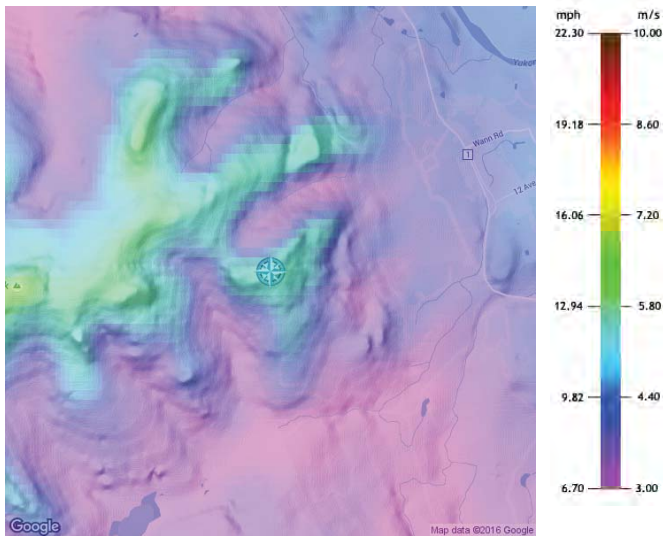 mph m/s
22.30 10.00
Yukon
19.18 8.60
Wann Rd
1
12 Ave
16.06 7.20
k
12.94 5.80
9.82 4.40
6.70 3.00
Google
Map data ©2016 Google